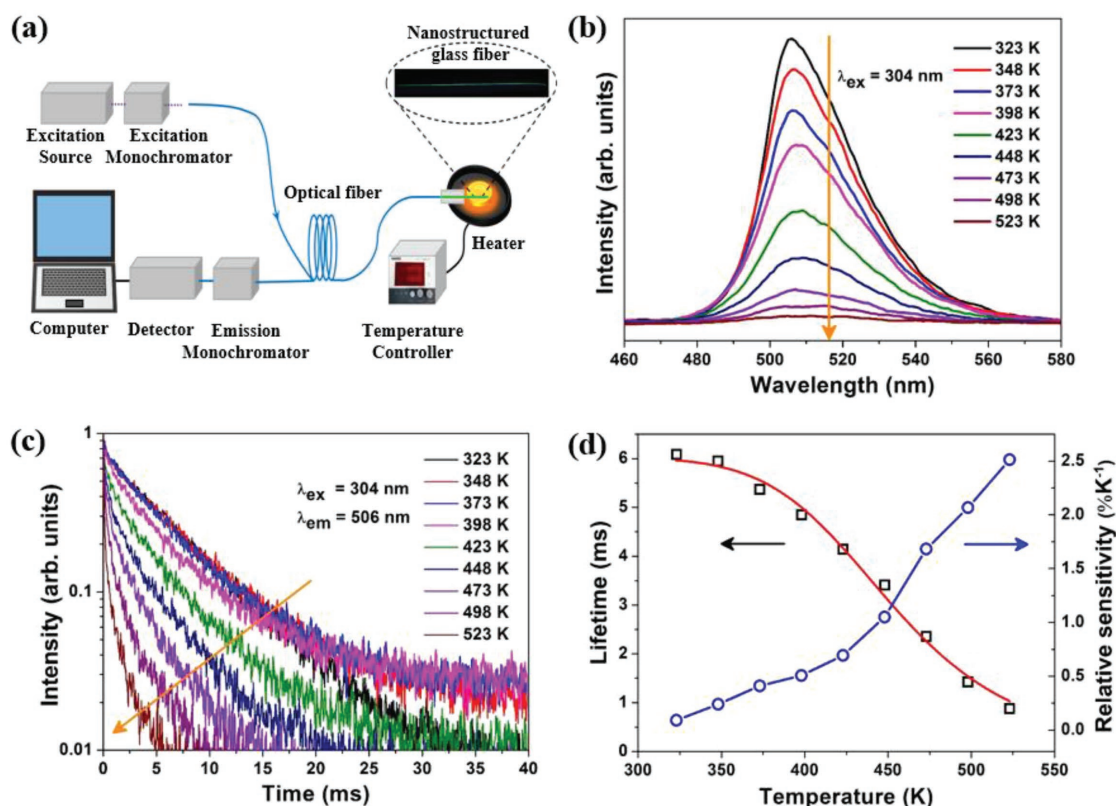 (a)
Nanostructured
glass fiber
Excitation
Source
Excitation
Monochromator
Optical fiber
Heater
Computer
Detector
Emission
Monochromator
Temperature
Controller
(b)
Intensity (arb. units)
λex = 304 nm
323 K
348 K
373 K
398 K
423 K
448 K
473 K
498 K
523 K
460 480 500 520 540 560 580
Wavelength (nm)
(c)
Intensity (arb. units)
1
0.1
0.01
λex = 304 nm
λem = 506 nm
323 K
348 K
373 K
398 K
423 K
448 K
473 K
498 K
523 K
0 5 10 15 20 25 30 35 40
Time (ms)
(d)
Lifetime (ms)
6
5
4
3
2
1
0
2.5
2.0
1.5
1.0
0.5
0.0
Relative sensitivity (%K⁻¹)
300 350 400 450 500 550
Temperature (K)